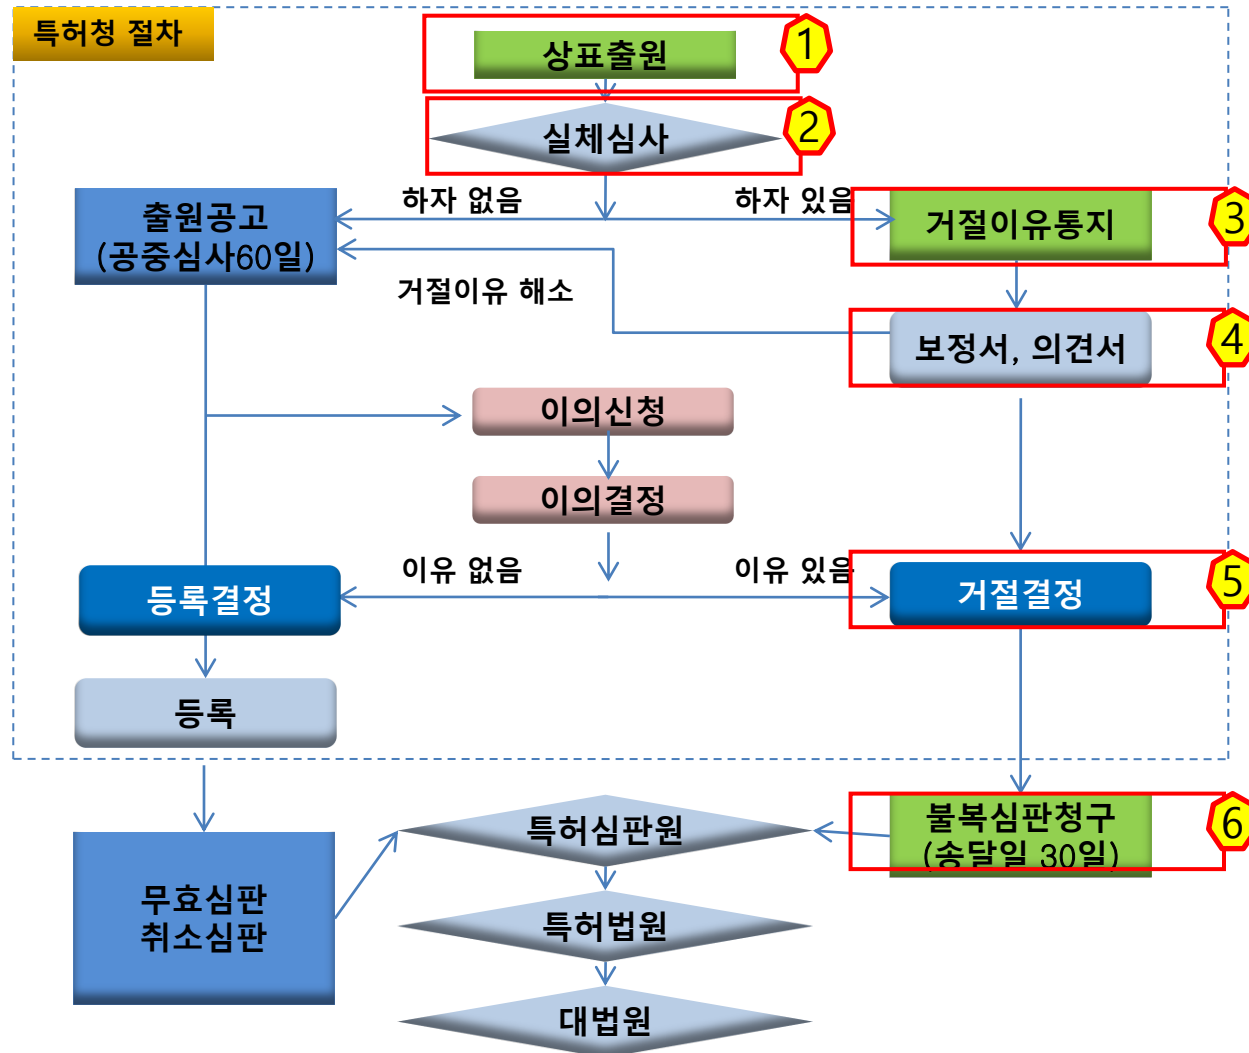 특허청 절차
상표출원
1
실체심사
2
하자 없음
하자 있음
출원공고
(공중심사60일)
거절이유통지
3
거절이유 해소
보정서, 의견서
4
이의신청
이의결정
이유 없음
이유 있음
등록결정
거절결정
5
등록
불복심판청구
(송달일 30일)
6
특허심판원
무효심판
취소심판
특허법원
대법원